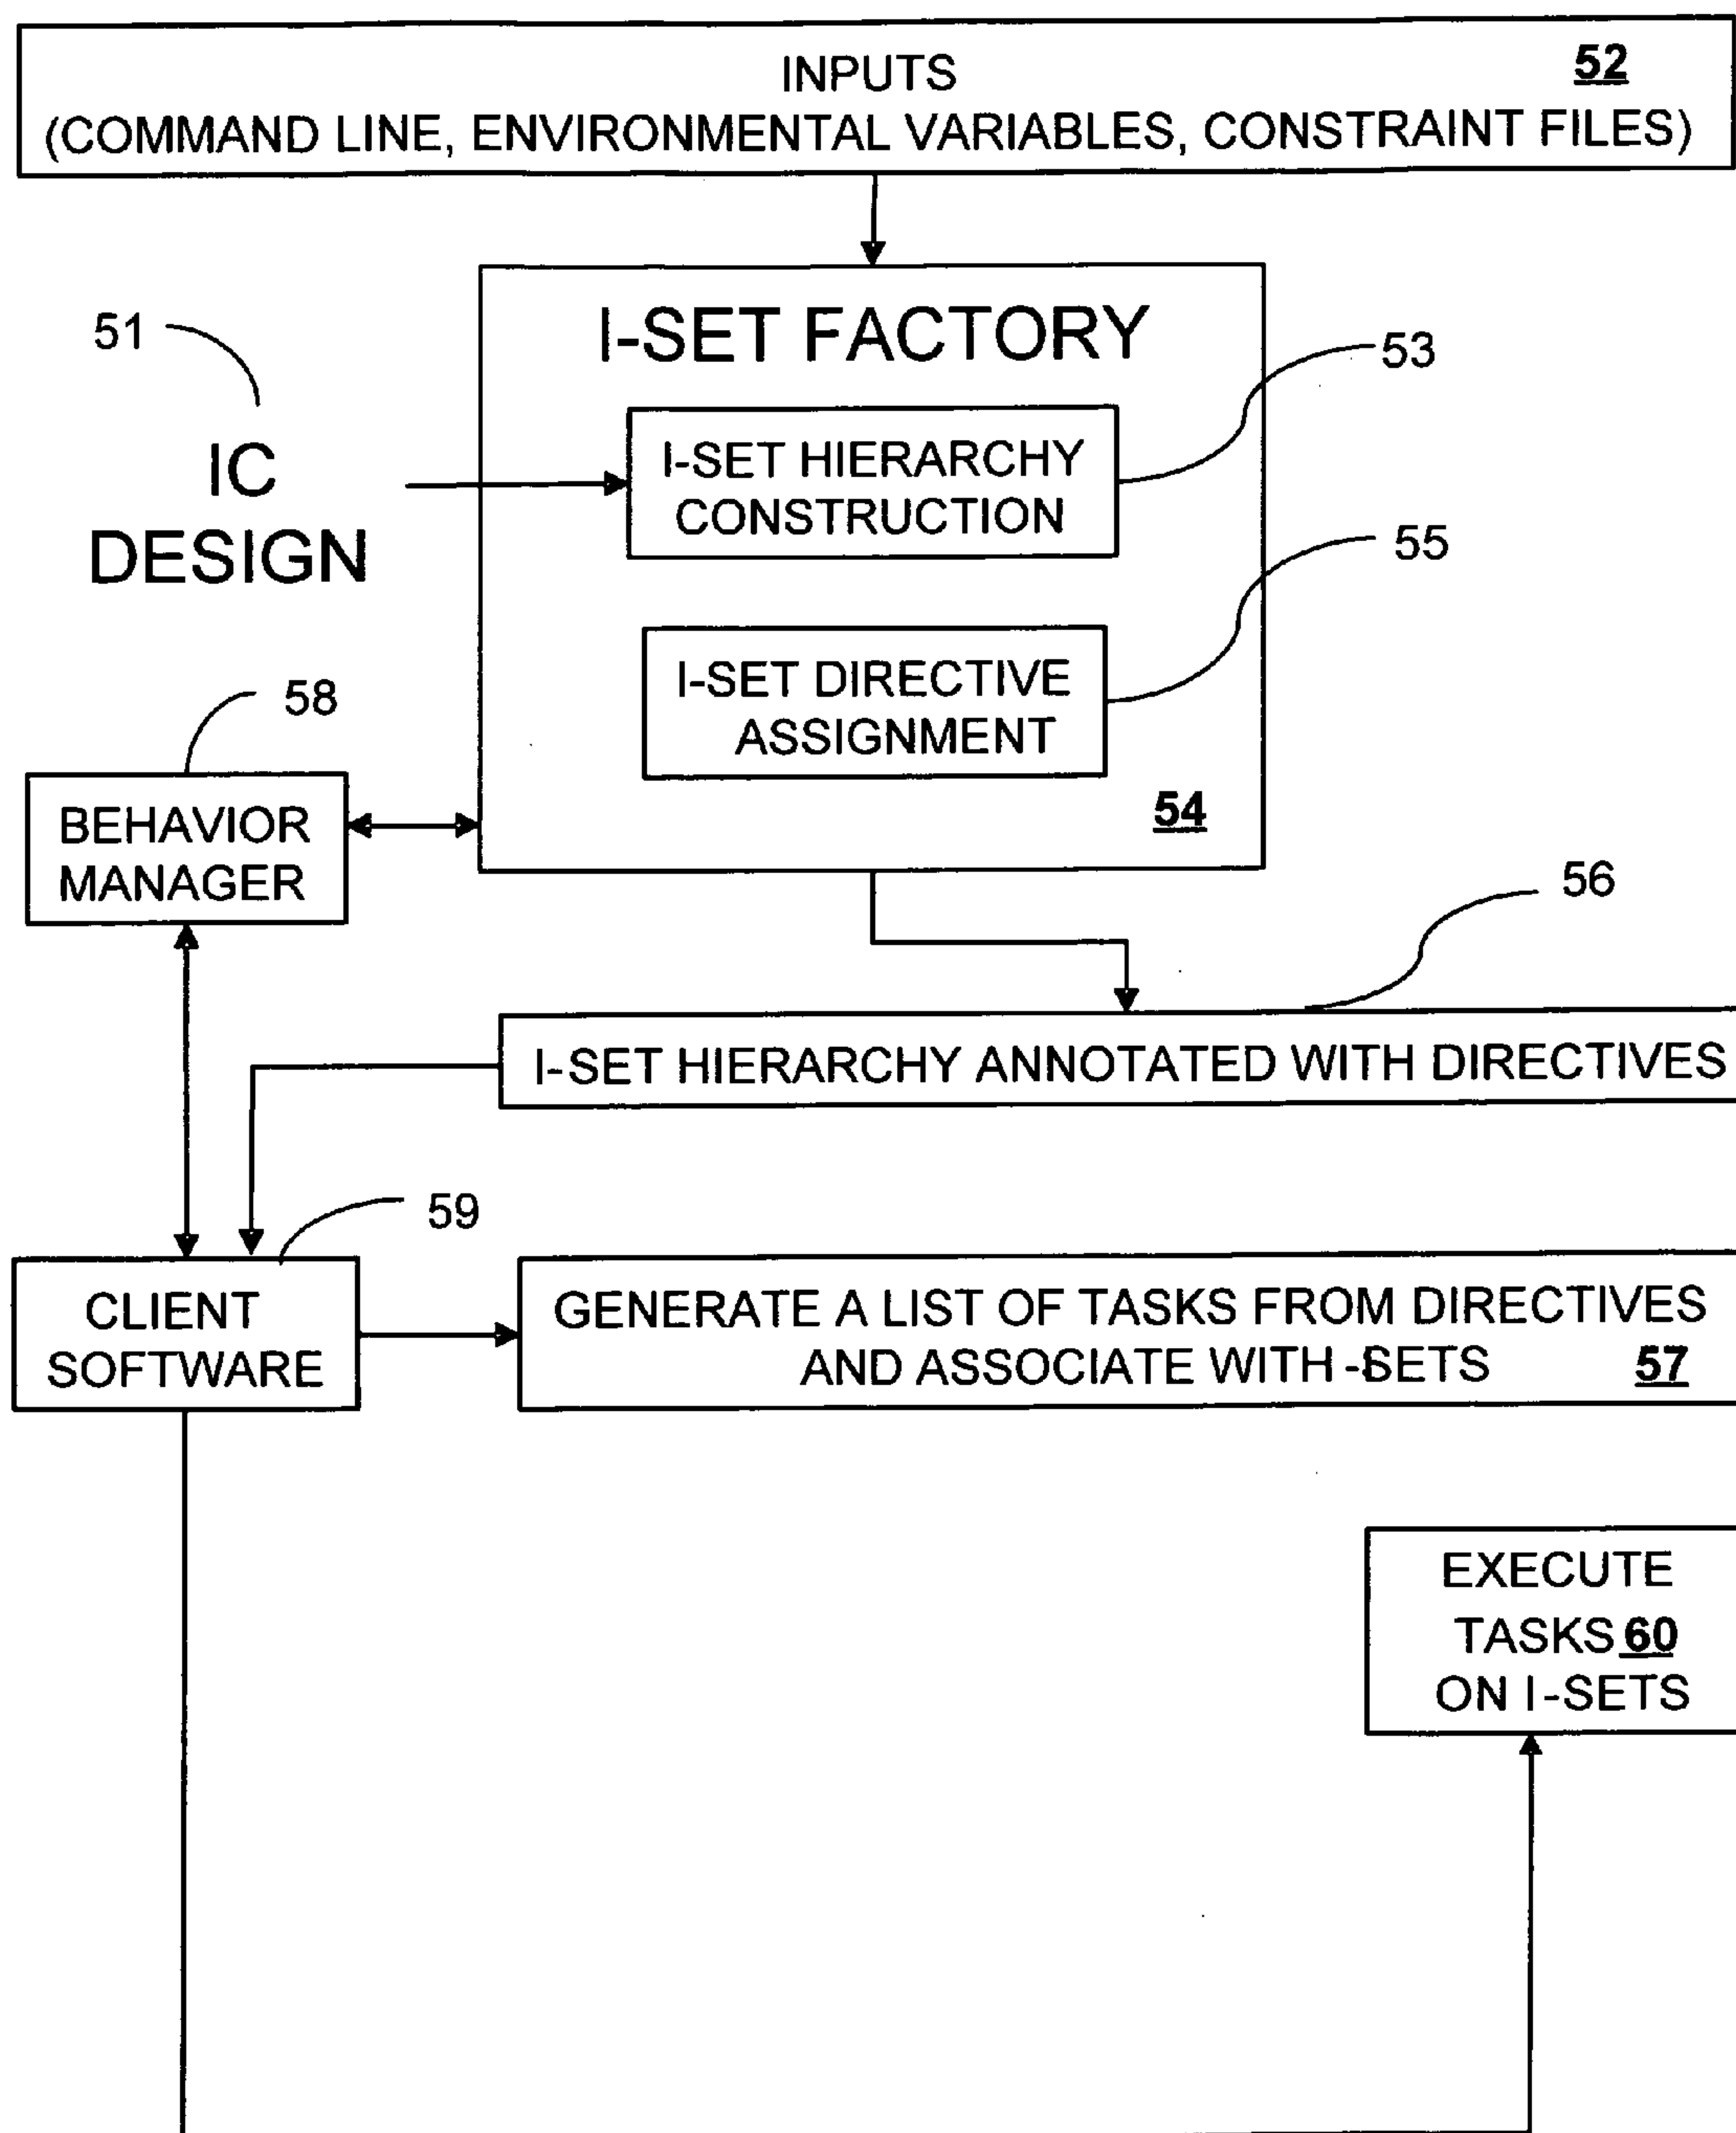 INPUTS
52
(COMMAND LINE, ENVIRONMENTAL VARIABLES, CONSTRAINT FILES)
I-SET FACTORY
51
53
IC
DESIGN
I-SET HIERARCHY
CONSTRUCTION
55
I-SET DIRECTIVE
ASSIGNMENT
58
54
BEHAVIOR
MANAGER
56
I-SET HIERARCHY ANNOTATED WITH DIRECTIVES
59
CLIENT
SOFTWARE
GENERATE A LIST OF TASKS FROM DIRECTIVES
AND ASSOCIATE WITH -SETS
57
EXECUTE
TASKS 60
ON I-SETS